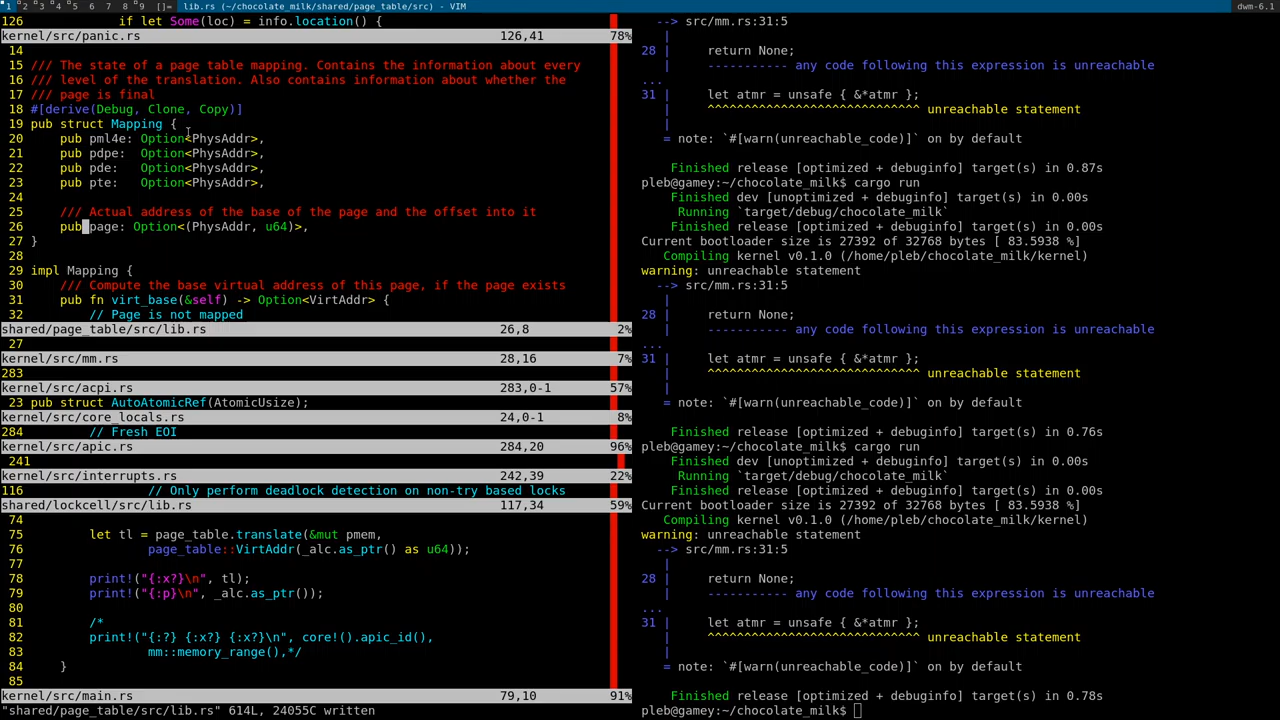 1 2 3 4 5 6 7 8 9 []= lib.rs (~/chocolate_milk/shared/page_table/src) - VIM dwm-6.1
if let Some(loc) = info.location() {
kernel/src/panic.rs 126,41 78%
14
15 /// The state of a page table mapping. Contains the information about every
16 /// level of the translation. Also contains information about whether the
17 /// page is final
18 #[derive(Debug, Clone, Copy)]
19 pub struct Mapping {
20 pub pml4e: Option<PhysAddr>,
21 pub pdpe: Option<PhysAddr>,
22 pub pde: Option<PhysAddr>,
23 pub pte: Option<PhysAddr>,
24
25 /// Actual address of the base of the page and the offset into it
26 pub page: Option<(PhysAddr, u64)>,
27 }
28
29 impl Mapping {
30 /// Compute the base virtual address of this page, if the page exists
31 pub fn virt_base(&self) -> Option<VirtAddr> {
32 // Page is not mapped
shared/page_table/src/lib.rs 26,8 2%
27
kernel/src/mm.rs 28,16 7%
283
kernel/src/acpi.rs 283,0-1 57%
23 pub struct AutoAtomicRef(AtomicUsize);
kernel/src/core_locals.rs 24,0-1 8%
284 // Fresh EOI
kernel/src/apic.rs 284,20 96%
241
kernel/src/interrupts.rs 242,39 22%
116 // Only perform deadlock detection on non-try based locks
shared/lockcell/src/lib.rs 117,34 59%
74
75 let tl = page_table.translate(&mut pmem,
76 page_table::VirtAddr(_alc.as_ptr() as u64));
77
78 print!("{:x?}\n", tl);
79 print!("{:p}\n", _alc.as_ptr());
80
81 /*
82 print!("{:?} {:x?} {:x?}\n", core!().apic_id(),
83 mm::memory_range(),*/
84 }
85
kernel/src/main.rs 79,10 91%
"shared/page_table/src/lib.rs" 614L, 24055C written
--> src/mm.rs:31:5
|
28 | return None;
| ----------- any code following this expression is unreachable
...
31 | let atmr = unsafe { &*atmr };
| ^^^^^^^^^^^^^^^^^^^^^^^^^^^^^ unreachable statement
|
= note: `#[warn(unreachable_code)]` on by default
Finished release [optimized + debuginfo] target(s) in 0.87s
pleb@gamey:~/chocolate_milk$ cargo run
Finished dev [unoptimized + debuginfo] target(s) in 0.00s
Running `target/debug/chocolate_milk`
Finished release [optimized + debuginfo] target(s) in 0.00s
Current bootloader size is 27392 of 32768 bytes [ 83.5938 %]
Compiling kernel v0.1.0 (/home/pleb/chocolate_milk/kernel)
warning: unreachable statement
--> src/mm.rs:31:5
|
28 | return None;
| ----------- any code following this expression is unreachable
...
31 | let atmr = unsafe { &*atmr };
| ^^^^^^^^^^^^^^^^^^^^^^^^^^^^^ unreachable statement
|
= note: `#[warn(unreachable_code)]` on by default
Finished release [optimized + debuginfo] target(s) in 0.76s
pleb@gamey:~/chocolate_milk$ cargo run
Finished dev [unoptimized + debuginfo] target(s) in 0.00s
Running `target/debug/chocolate_milk`
Finished release [optimized + debuginfo] target(s) in 0.00s
Current bootloader size is 27392 of 32768 bytes [ 83.5938 %]
Compiling kernel v0.1.0 (/home/pleb/chocolate_milk/kernel)
warning: unreachable statement
--> src/mm.rs:31:5
|
28 | return None;
| ----------- any code following this expression is unreachable
...
31 | let atmr = unsafe { &*atmr };
| ^^^^^^^^^^^^^^^^^^^^^^^^^^^^^ unreachable statement
|
= note: `#[warn(unreachable_code)]` on by default
Finished release [optimized + debuginfo] target(s) in 0.78s
pleb@gamey:~/chocolate_milk$